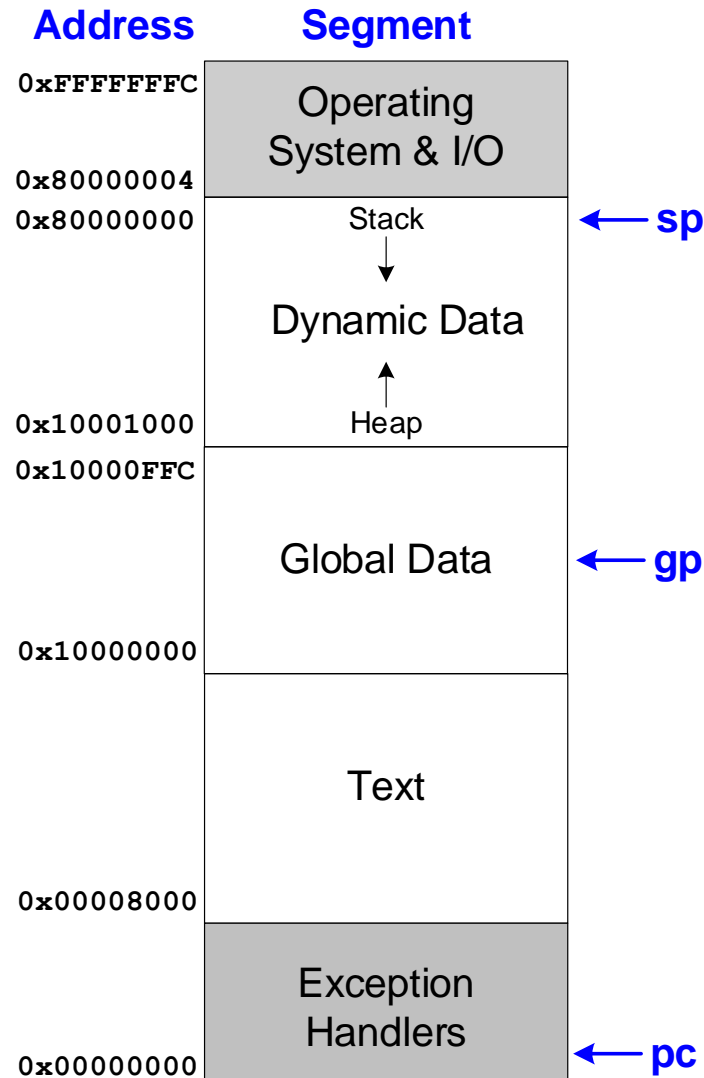 Address Segment
0xFFFFFFFC
Operating
System & I/O
0x80000004
0x80000000 Stack sp
Dynamic Data
0x10001000 Heap
0x10000FFC
Global Data gp
0x10000000
Text
0x00008000
Exception
Handlers
0x00000000 pc